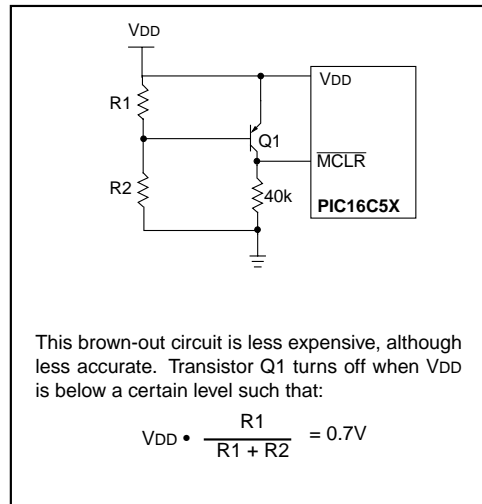 VDD
VDD
R1
Q1
MCLR
R2
40k
PIC16C5X
This brown-out circuit is less expensive, although
less accurate. Transistor Q1 turns off when VDD
is below a certain level such that:
VDD • R1 / R1 + R2 = 0.7V